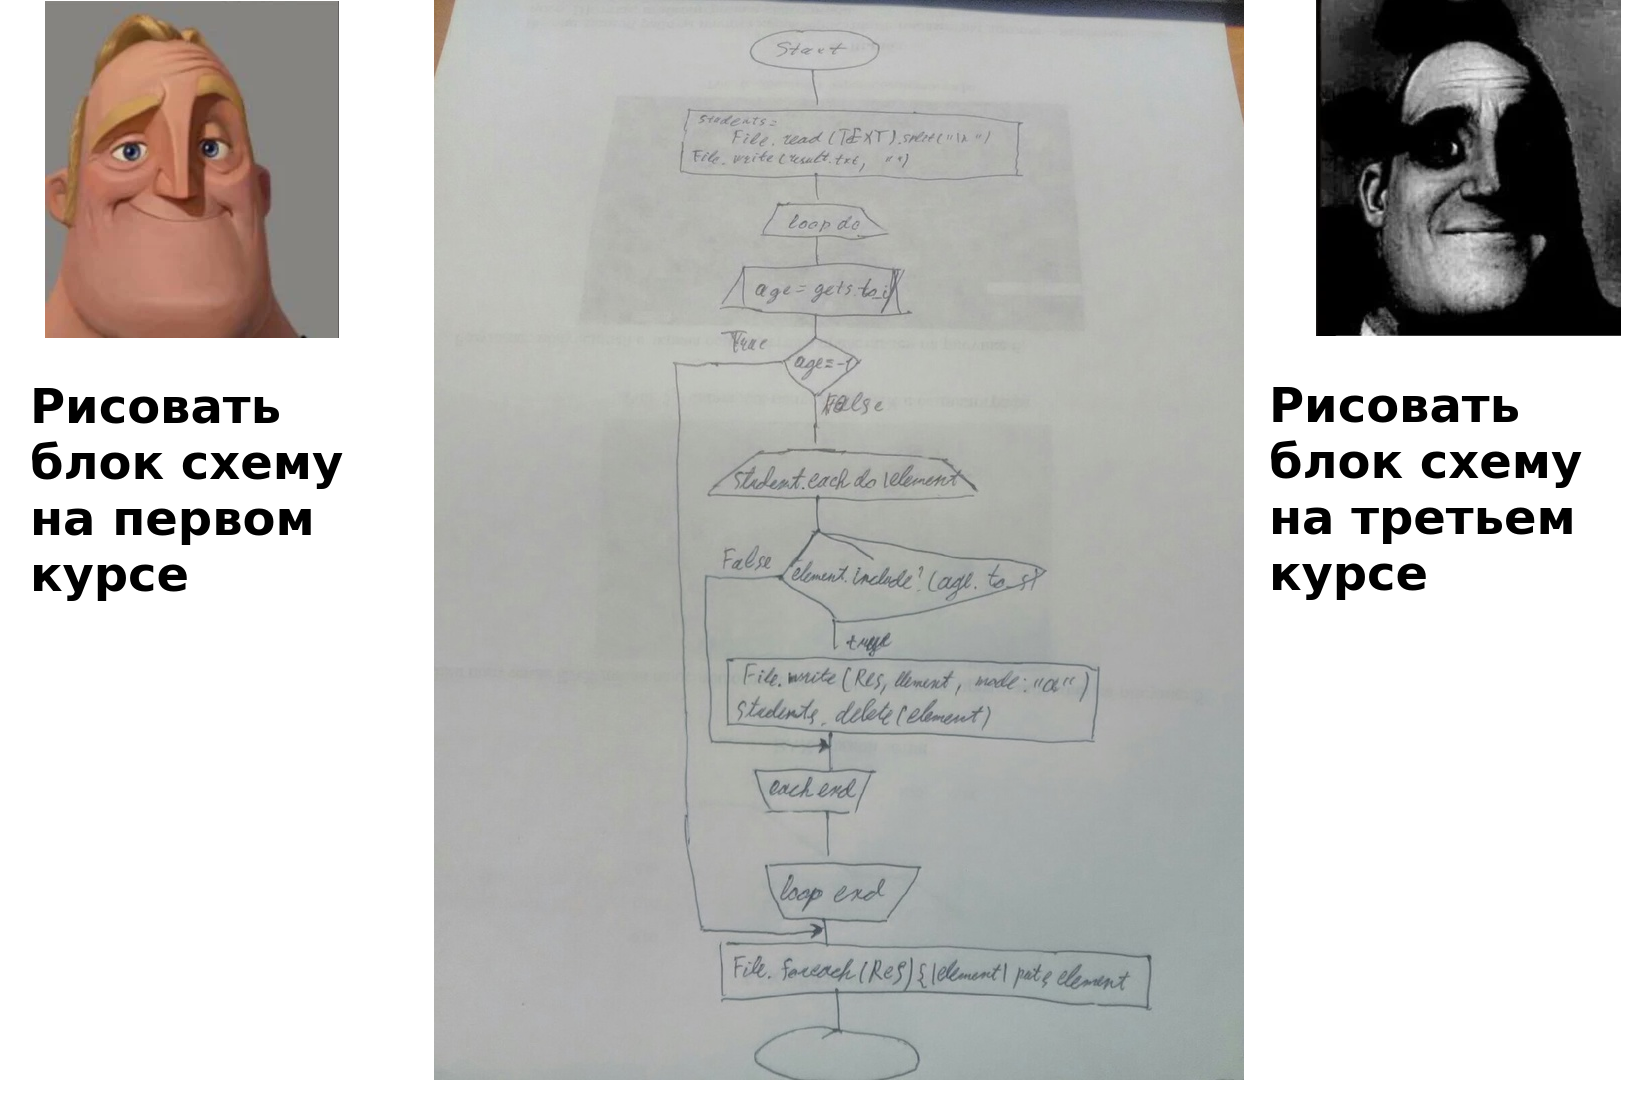 Рисовать
блок схему
на первом
курсе
Start
students=
File.read(TEXT).split("\n")
File.write(result.txt, "")
loop do
age = gets.to_i
True
age=-1
False
student.each do |element
False
element.include?(age.to_s)
true
File.write(Res, element, mode: "a")
students.delete(element)
each end
loop end
File.foreach(Res){|element| puts element
Рисовать
блок схему
на третьем
курсе